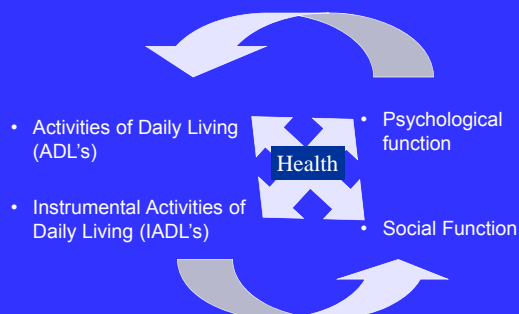 • Activities of Daily Living
(ADL's)
• Instrumental Activities of
Daily Living (IADL's)
Health
• Psychological
function
• Social Function